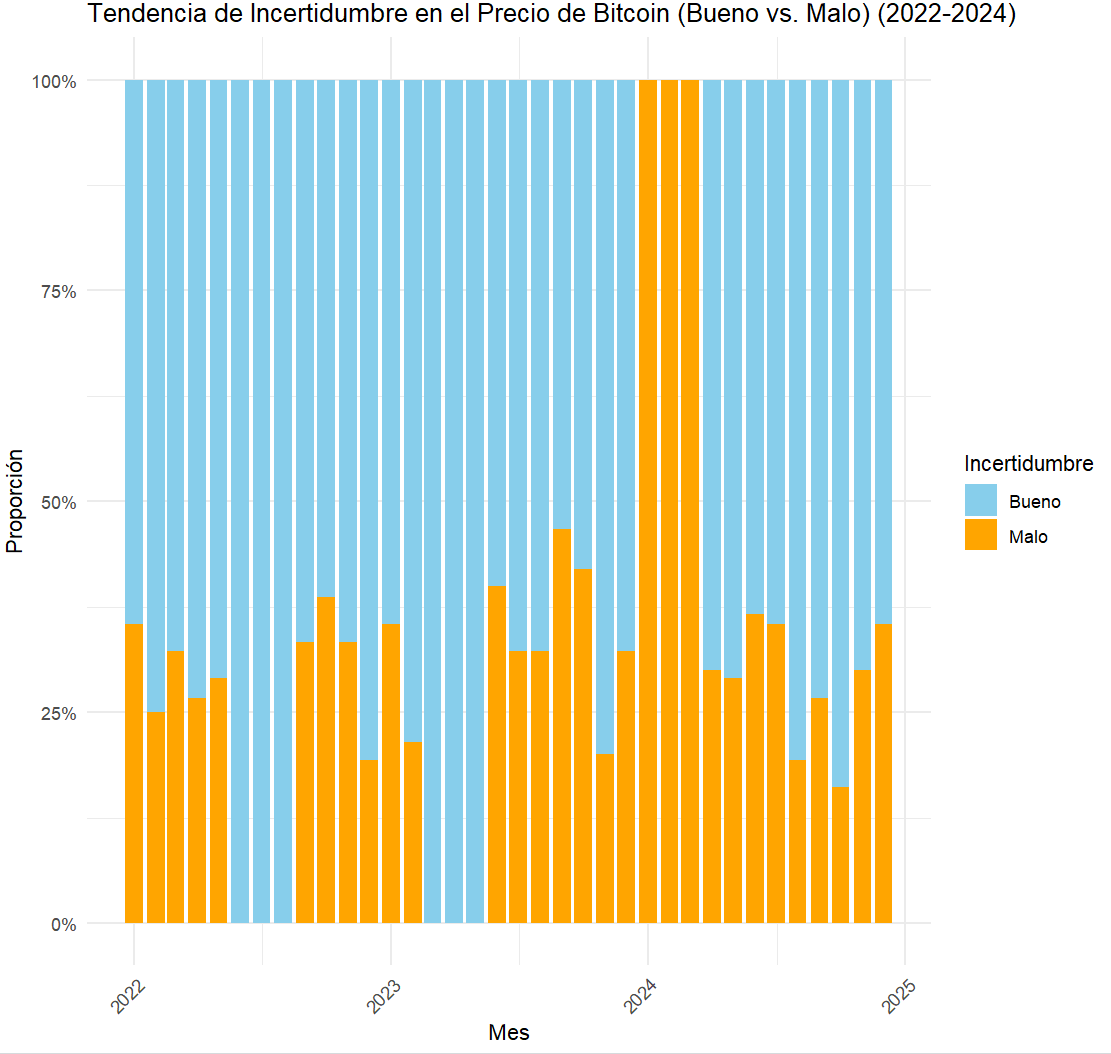 Tendencia de Incertidumbre en el Precio de Bitcoin (Bueno vs. Malo) (2022-2024)
100%
75%
50%
25%
0%
Proporción
2022
2023
2024
2025
Mes
Incertidumbre
Bueno
Malo